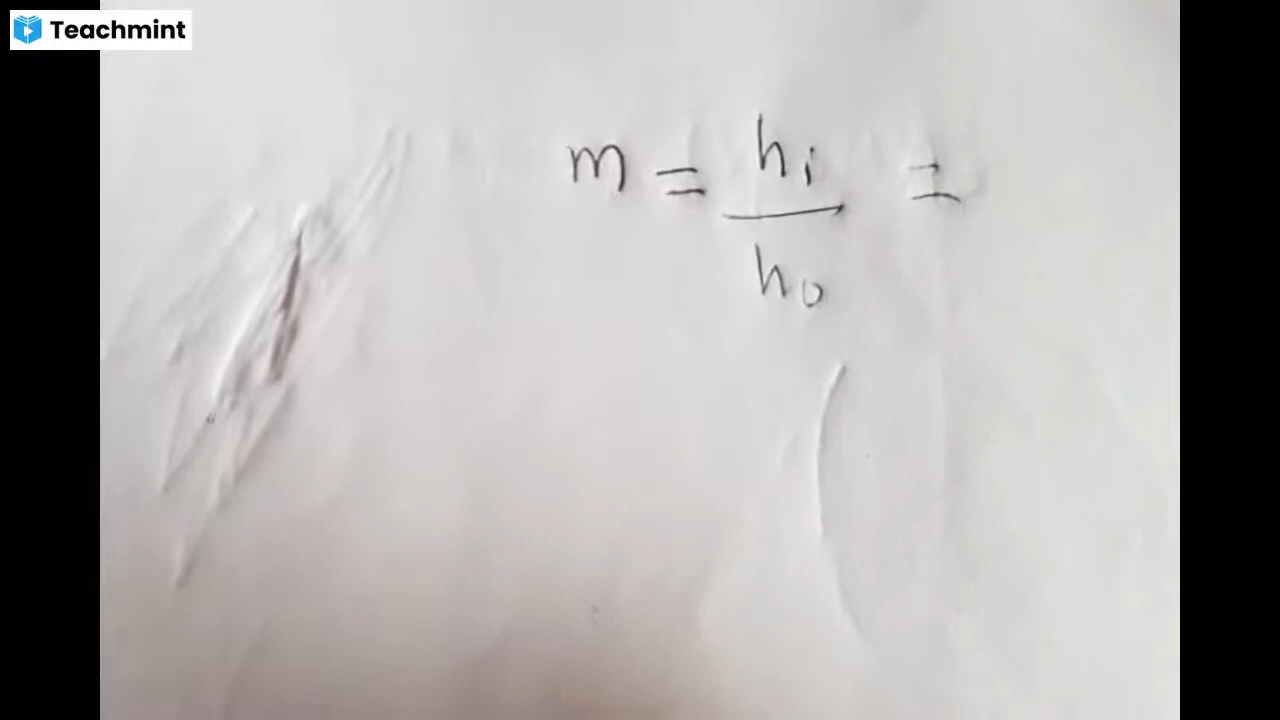 Teachmint
m = hi/ho =